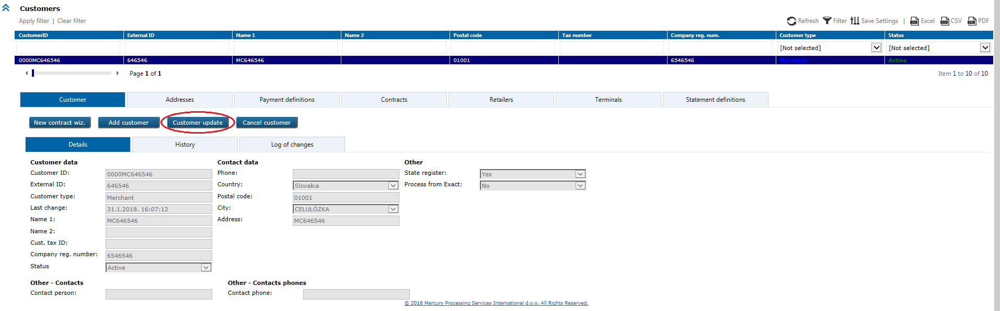 Customers
Apply filter | Clear filter
Refresh Filter Save Settings | Excel CSV PDF
CustomerID External ID Name 1 Name 2 Postal code Tax number Company reg. num. Customer type Status
[Not selected] [Not selected]
0000MC646546 646546 MC646546 01001 6546546 Merchant Active
Page 1 of 1 Item 1 to 10 of 10
Customer Addresses Payment definitions Contracts Retailers Terminals Statement definitions
New contract wiz. Add customer Customer update Cancel customer
Details History Log of changes
Customer data Contact data Other
Customer ID: 0000MC646546 Phone: State register: Yes
External ID: 646546 Country: Slovakia Process from Exact: No
Customer type: Merchant Postal code: 01001
Last change: 31.1.2018. 16:07:12 City: CELULÓZKA
Name 1: MC646546 Address: MC646546
Name 2:
Cust. tax ID:
Company reg. number: 6546546
Status Active
Other - Contacts Other - Contacts phones
Contact person: Contact phone:
© 2018 Mercury Processing Services International d.o.o. All Rights Reserved.